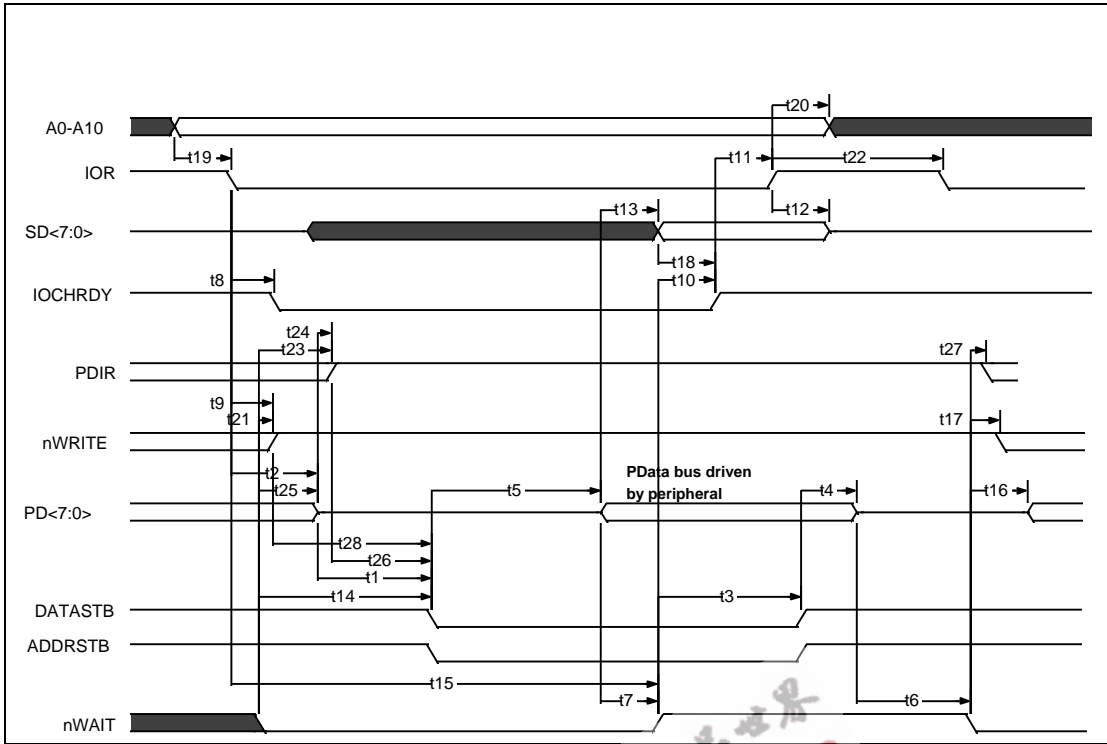 t20
A0-A10
t19
t11
t22
IOR
t13
t12
SD<7:0>
t18
t8
t10
IOCHRDY
t24
t23
t27
PDIR
t9
t21
t17
nWRITE
t2
PData bus driven
by peripheral
t25
t5
t4
t16
PD<7:0>
t28
t26
t1
t14
t3
DATASTB
ADDRSTB
t15
t7
t6
nWAIT
世界